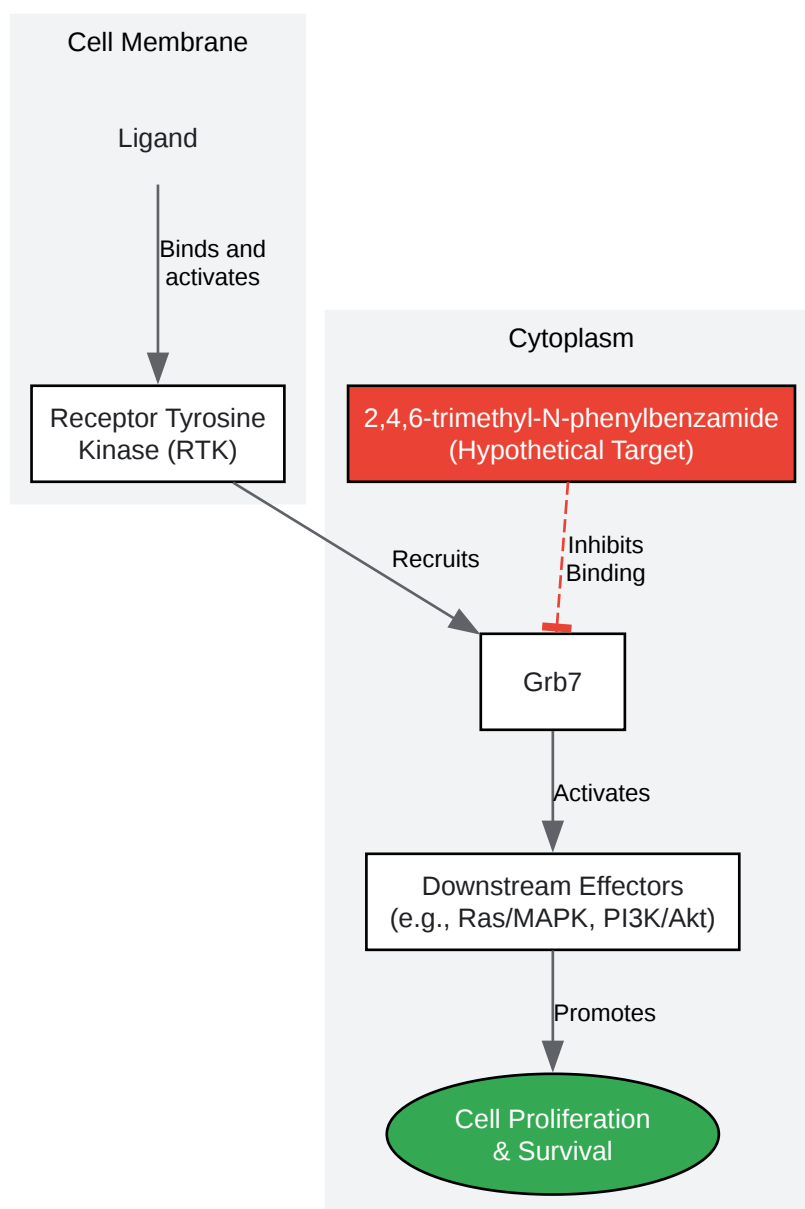 Cell Membrane
Ligand
Binds and
activates
Receptor Tyrosine
Kinase (RTK)
Cytoplasm
2,4,6-trimethyl-N-phenylbenzamide
(Hypothetical Target)
Recruits
Inhibits
Binding
Grb7
Activates
Downstream Effectors
(e.g., Ras/MAPK, PI3K/Akt)
Promotes
Cell Proliferation
& Survival